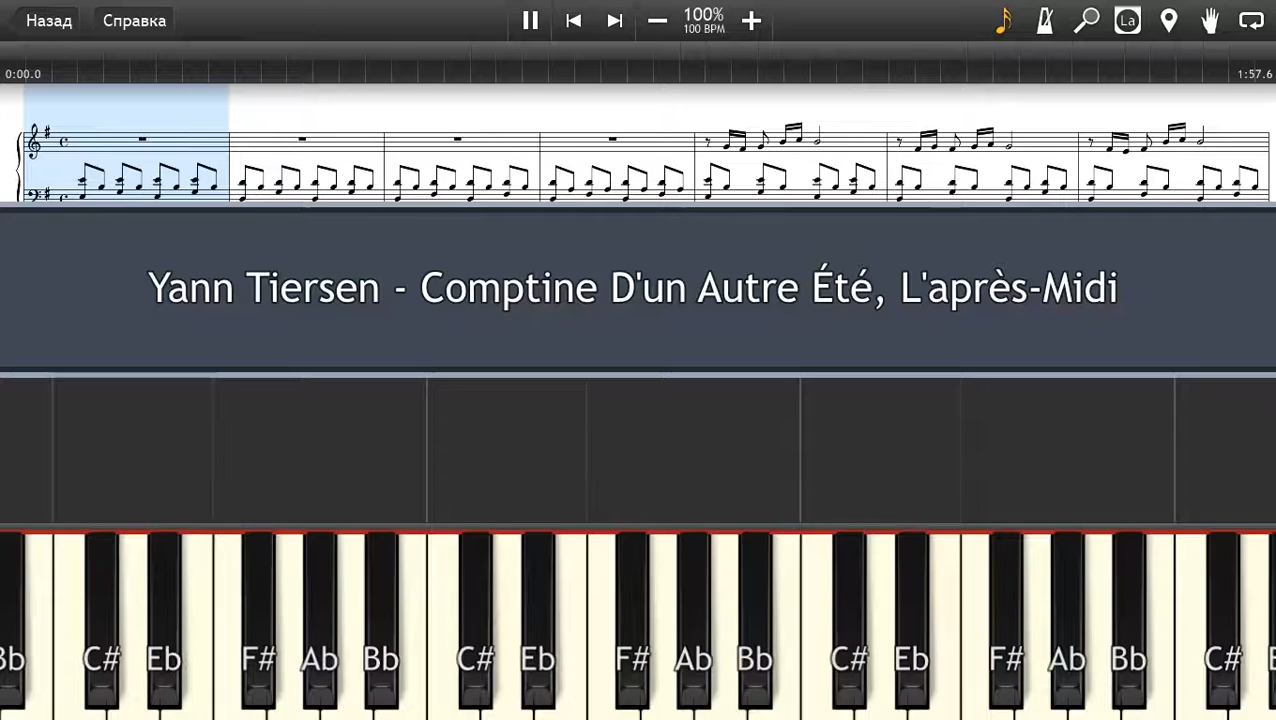 Назад Справка 100% La
100 BPM
0:00.0 1:57.6
Yann Tiersen - Comptine D'un Autre Été, L'après-Midi
Bb C# Eb F# Ab Bb C# Eb F# Ab Bb C# Eb F# Ab Bb C# E